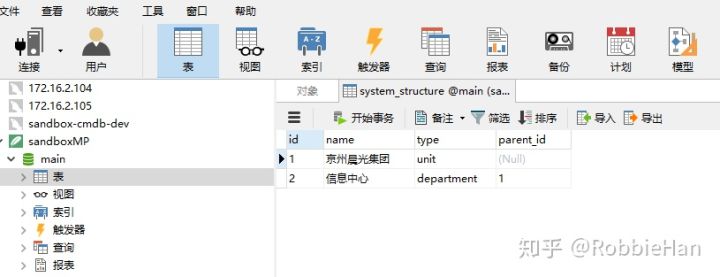 文件 查看 收藏夹 工具 窗口 帮助
连接 用户 表 视图 索引 触发器 查询 报表 备份 计划 模型
A-Z
172.16.2.104
172.16.2.105
sandbox-cmdb-dev
sandboxMP
main
表
视图
索引
触发器
查询
报表
对象 system_structure @main (sa...
开始事务 备注 筛选 排序 导入 导出
id name type parent_id
1 京州晨光集团 unit (Null)
2 信息中心 department 1
知乎 @RobbieHan